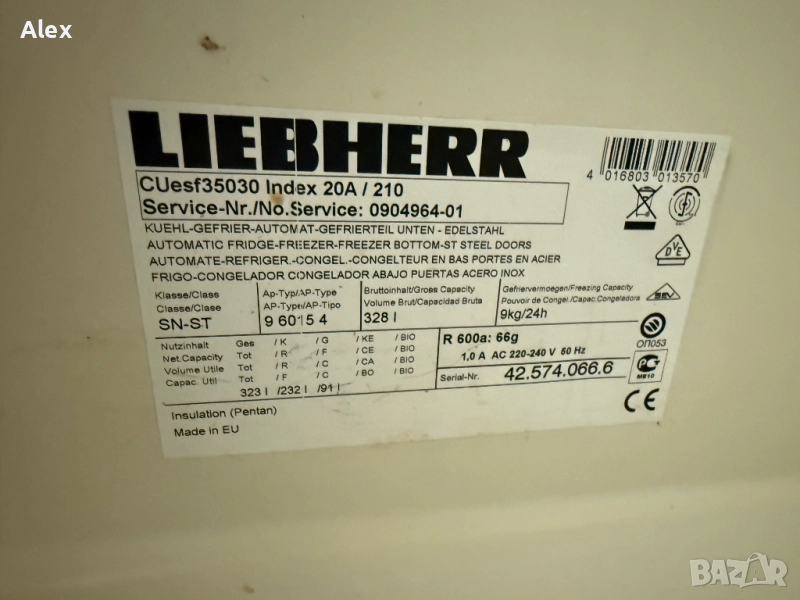 Alex
LIEBHERR
CUesf35030 Index 20A / 210
Service-Nr./No.Service: 0904964-01
4 016803 013570
KUEHL-GEFRIER-AUTOMAT-GEFRIERTEIL UNTEN - EDELSTAHL
AUTOMATIC FRIDGE-FREEZER-FREEZER BOTTOM-ST STEEL DOORS
AUTOMATE-REFRIGER.-CONGEL.-CONGELTEUR EN BAS PORTES EN ACIER
FRIGO-CONGELADOR CONGELADOR ABAJO PUERTAS ACERO INOX
DVE
Klasse/Class
Classe/Clase
SN-ST
Ap-Typ/AP-Type
AP-Type/AP-Tipo
9 6015 4
Bruttoinhalt/Gross Capacity
Volume Brut/Capacidad Bruta
328 l
Gefriervermoegen/Freezing Capacity
Pouvoir de Congel./Capac.Congeladora
9kg/24h
SEV
Nutzinhalt Ges / K / G / KE / BIO
Net.Capacity Tot / R / F / CE / BIO
Volume Utile Tot / R / C / CA / BIO
Capac. Util Tot / F / C / BO / BIO
323 l /232 l /91 l
R 600a: 66g
1,0 A AC 220-240 V 50 Hz
Serial-Nr. 42.574.066.6
ОП053
PCT
ME10
CE
Insulation (Pentan)
Made in EU
BAZAR